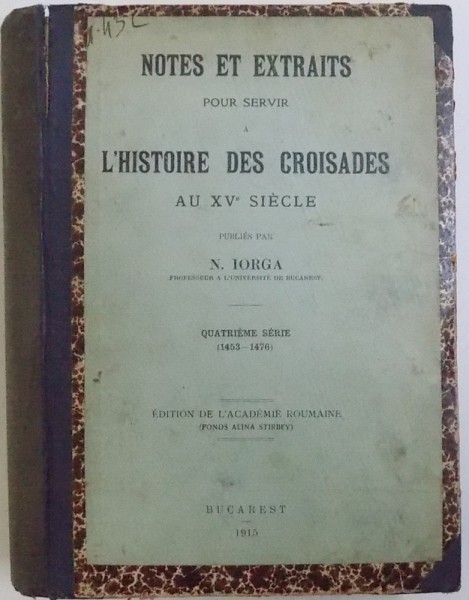 NOTES ET EXTRAITS
POUR SERVIR
À
L'HISTOIRE DES CROISADES
AU XVe SIÈCLE
PUBLIÉS PAR
N. IORGA
PROFESSEUR A L'UNIVERSITÉ DE BUCAREST.
QUATRIÈME SÉRIE
(1453—1476)
ÉDITION DE L'ACADÉMIE ROUMAINE
(FONDS ALINA STIRBEY)
BUCAREST
1915